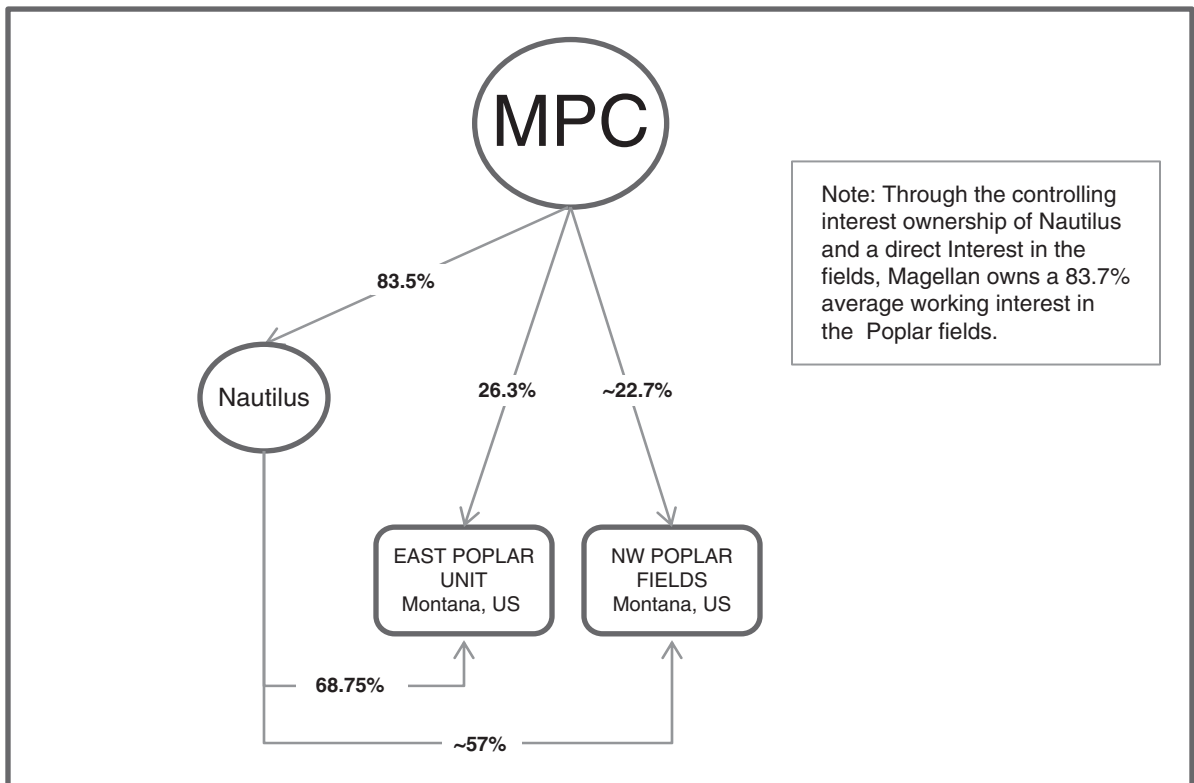 MPC
Note: Through the controlling
interest ownership of Nautilus
and a direct Interest in the
fields, Magellan owns a 83.7%
average working interest in
the Poplar fields.
83.5%
Nautilus
26.3%
~22.7%
EAST POPLAR
UNIT
Montana, US
NW POPLAR
FIELDS
Montana, US
68.75%
~57%